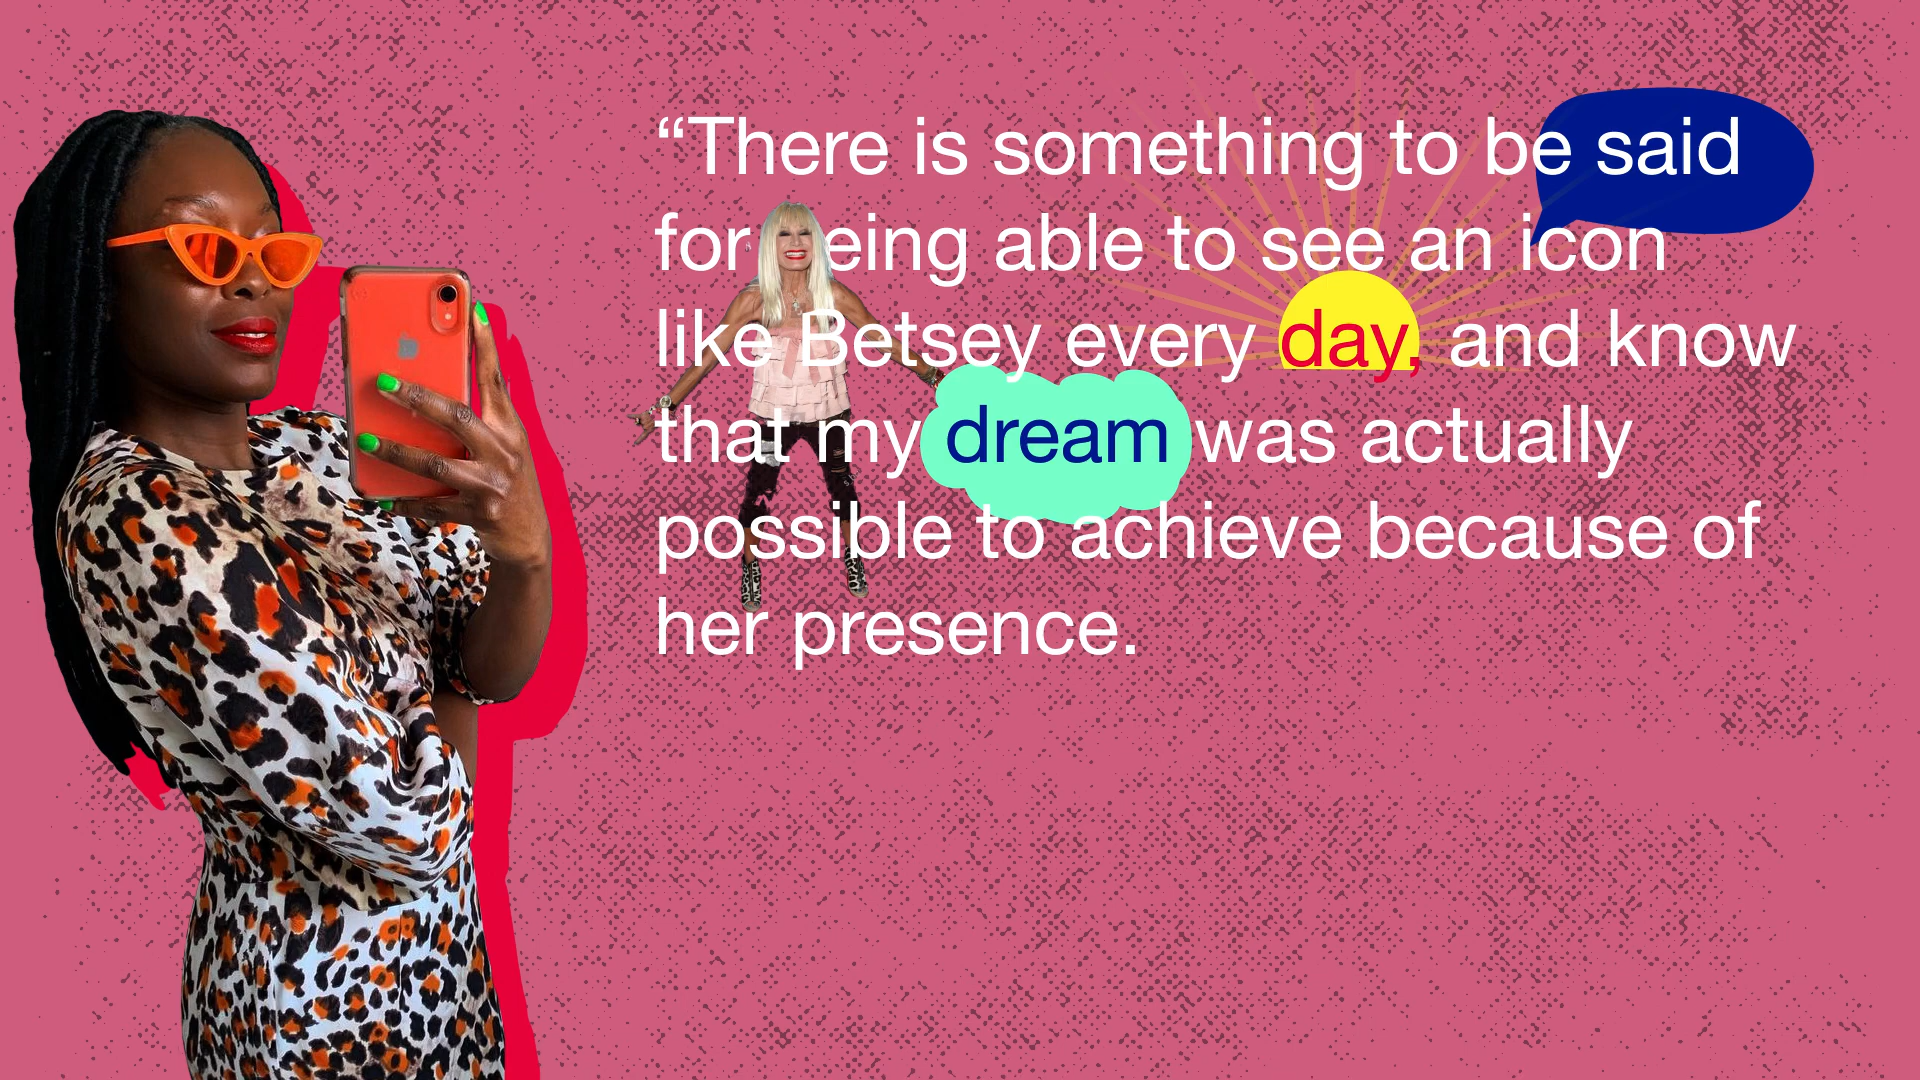 “There is something to be said
for being able to see an icon
like Betsey every day, and know
that my dream was actually
possible to achieve because of
her presence.